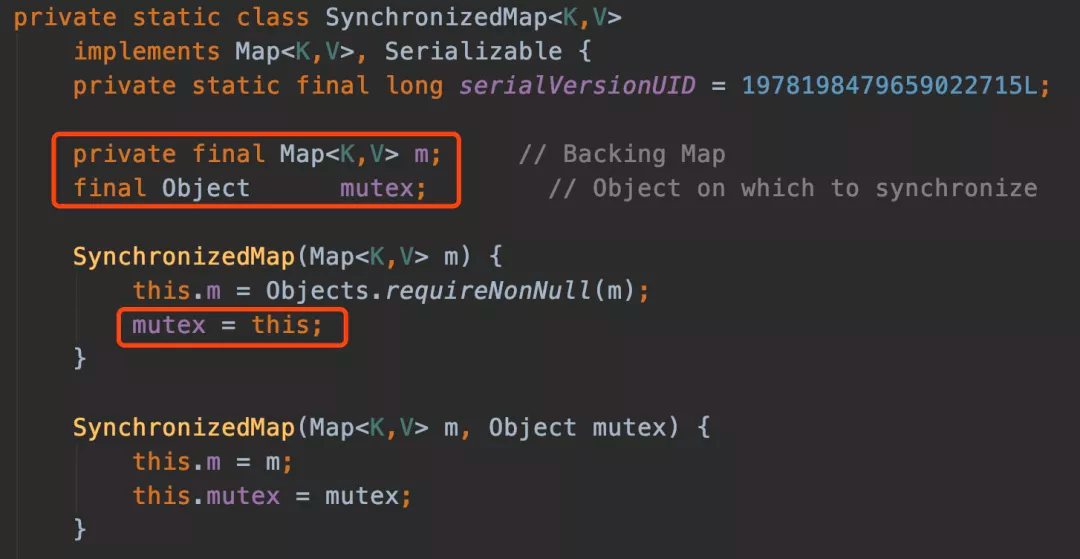 private static class SynchronizedMap<K,V>
implements Map<K,V>, Serializable {
private static final long serialVersionUID = 1978198479659022715L;
private final Map<K,V> m; // Backing Map
final Object mutex; // Object on which to synchronize
SynchronizedMap(Map<K,V> m) {
this.m = Objects.requireNonNull(m);
mutex = this;
}
SynchronizedMap(Map<K,V> m, Object mutex) {
this.m = m;
this.mutex = mutex;
}